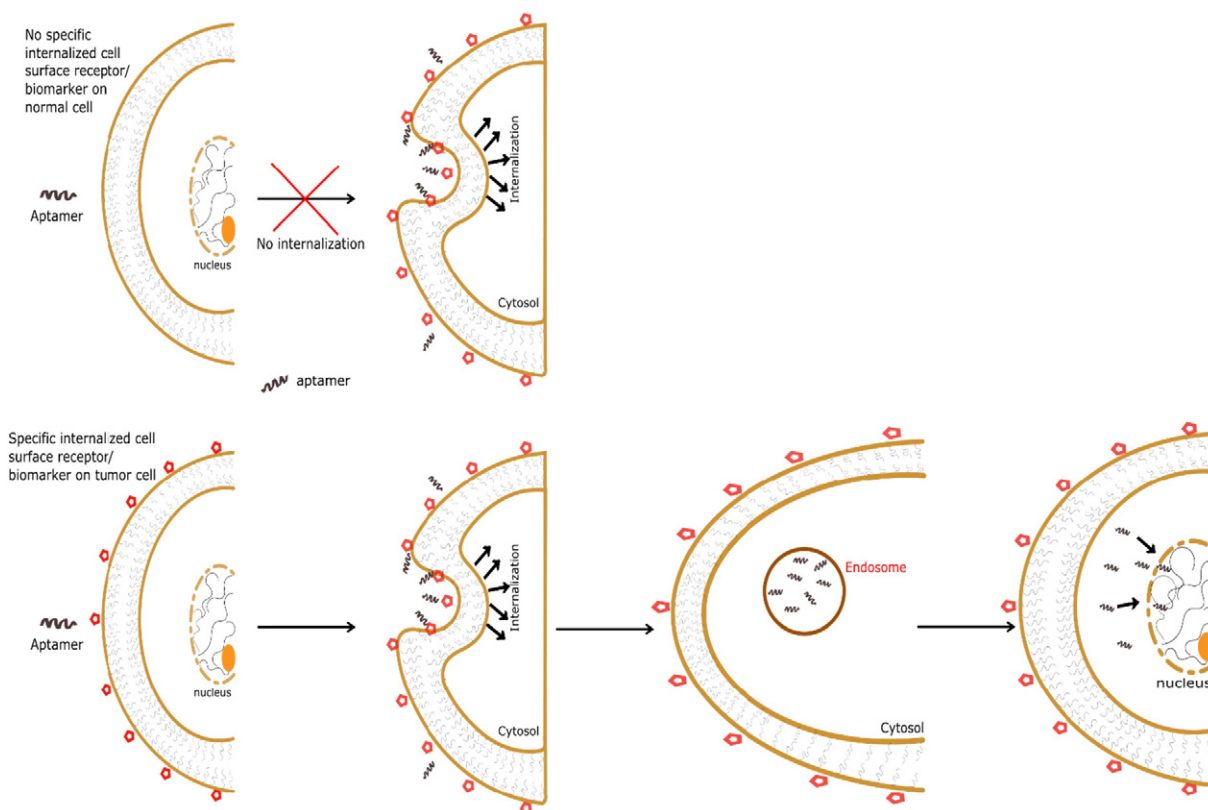 No specific
internalized cell
surface receptor/
biomarker on
normal cell
Aptamer
nucleus
No internalization
Internalization
Cytosol
aptamer
Specific internalized cell
surface receptor/
biomarker on tumor cell
Aptamer
nucleus
Internalization
Cytosol
Endosome
Cytosol
nucleus